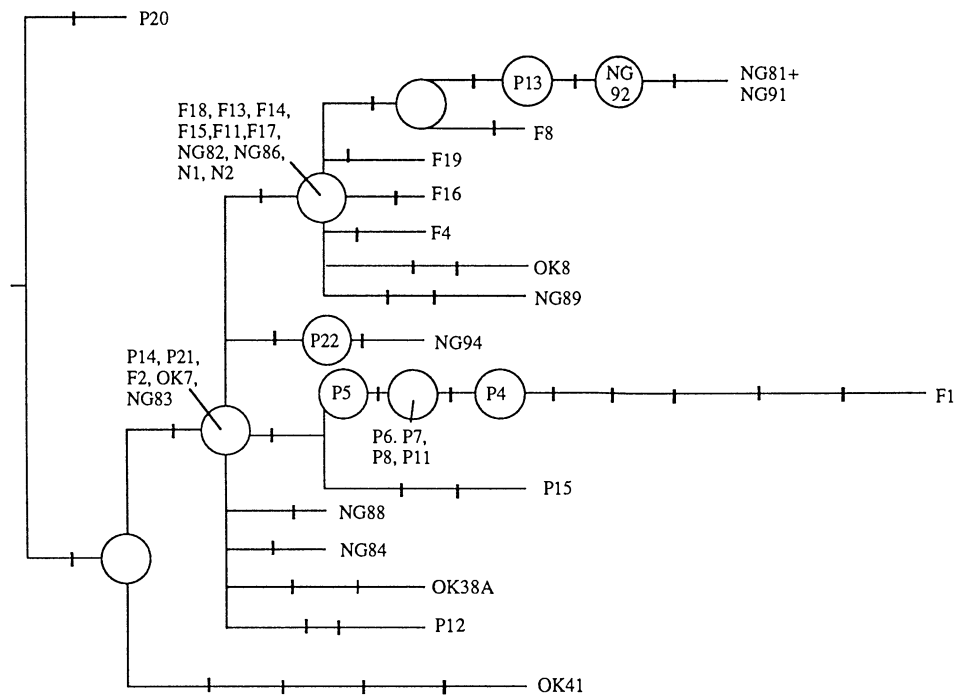 P20
P13
NG
92
NG81+
NG91
F18, F13, F14,
F15,F11,F17,
NG82, NG86,
N1, N2
F8
F19
F16
F4
OK8
NG89
P22
NG94
P14, P21,
F2, OK7,
NG83
P5
P4
F1
P6. P7,
P8, P11
P15
NG88
NG84
OK38A
P12
OK41